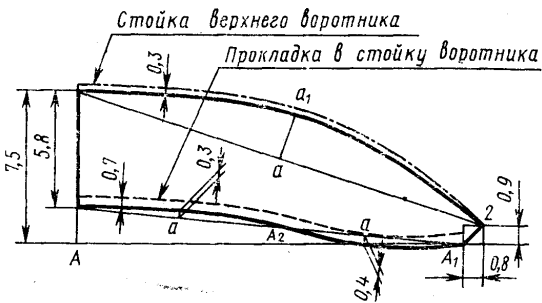 Стойка верхнего воротника
Прокладка в стойку воротника
0,3
a₁
7,5
5,8
0,7
0,3
a
a
a
2
0,9
A
A₂
A₁
0,8
0,4